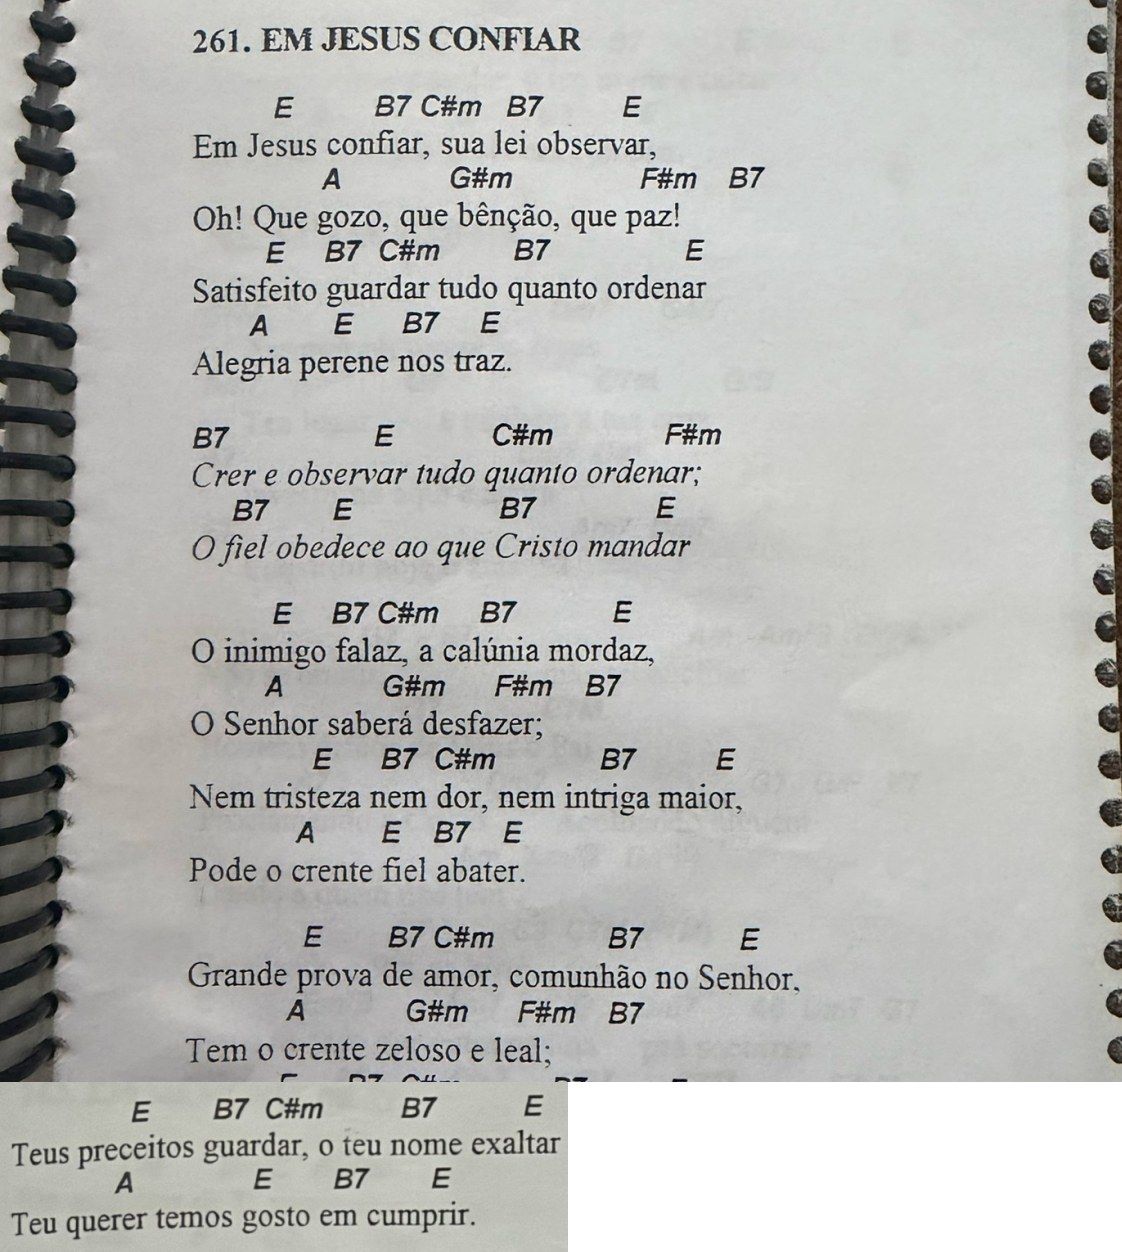 261. EM JESUS CONFIAR
E B7 C#m B7 E
Em Jesus confiar, sua lei observar,
A G#m F#m B7
Oh! Que gozo, que bênção, que paz!
E B7 C#m B7 E
Satisfeito guardar tudo quanto ordenar
A E B7 E
Alegria perene nos traz.
B7 E C#m F#m
Crer e observar tudo quanto ordenar;
B7 E B7 E
O fiel obedece ao que Cristo mandar
E B7 C#m B7 E
O inimigo falaz, a calúnia mordaz,
A G#m F#m B7
O Senhor saberá desfazer;
E B7 C#m B7 E
Nem tristeza nem dor, nem intriga maior,
A E B7 E
Pode o crente fiel abater.
E B7 C#m B7 E
Grande prova de amor, comunhão no Senhor,
A G#m F#m B7
Tem o crente zeloso e leal;
E B7 C#m B7 E
Teus preceitos guardar, o teu nome exaltar
A E B7 E
Teu querer temos gosto em cumprir.